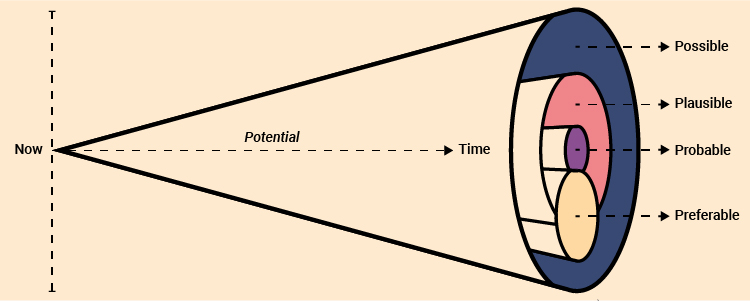 Possible
Plausible
Potential
Now
Time
Probable
Preferable